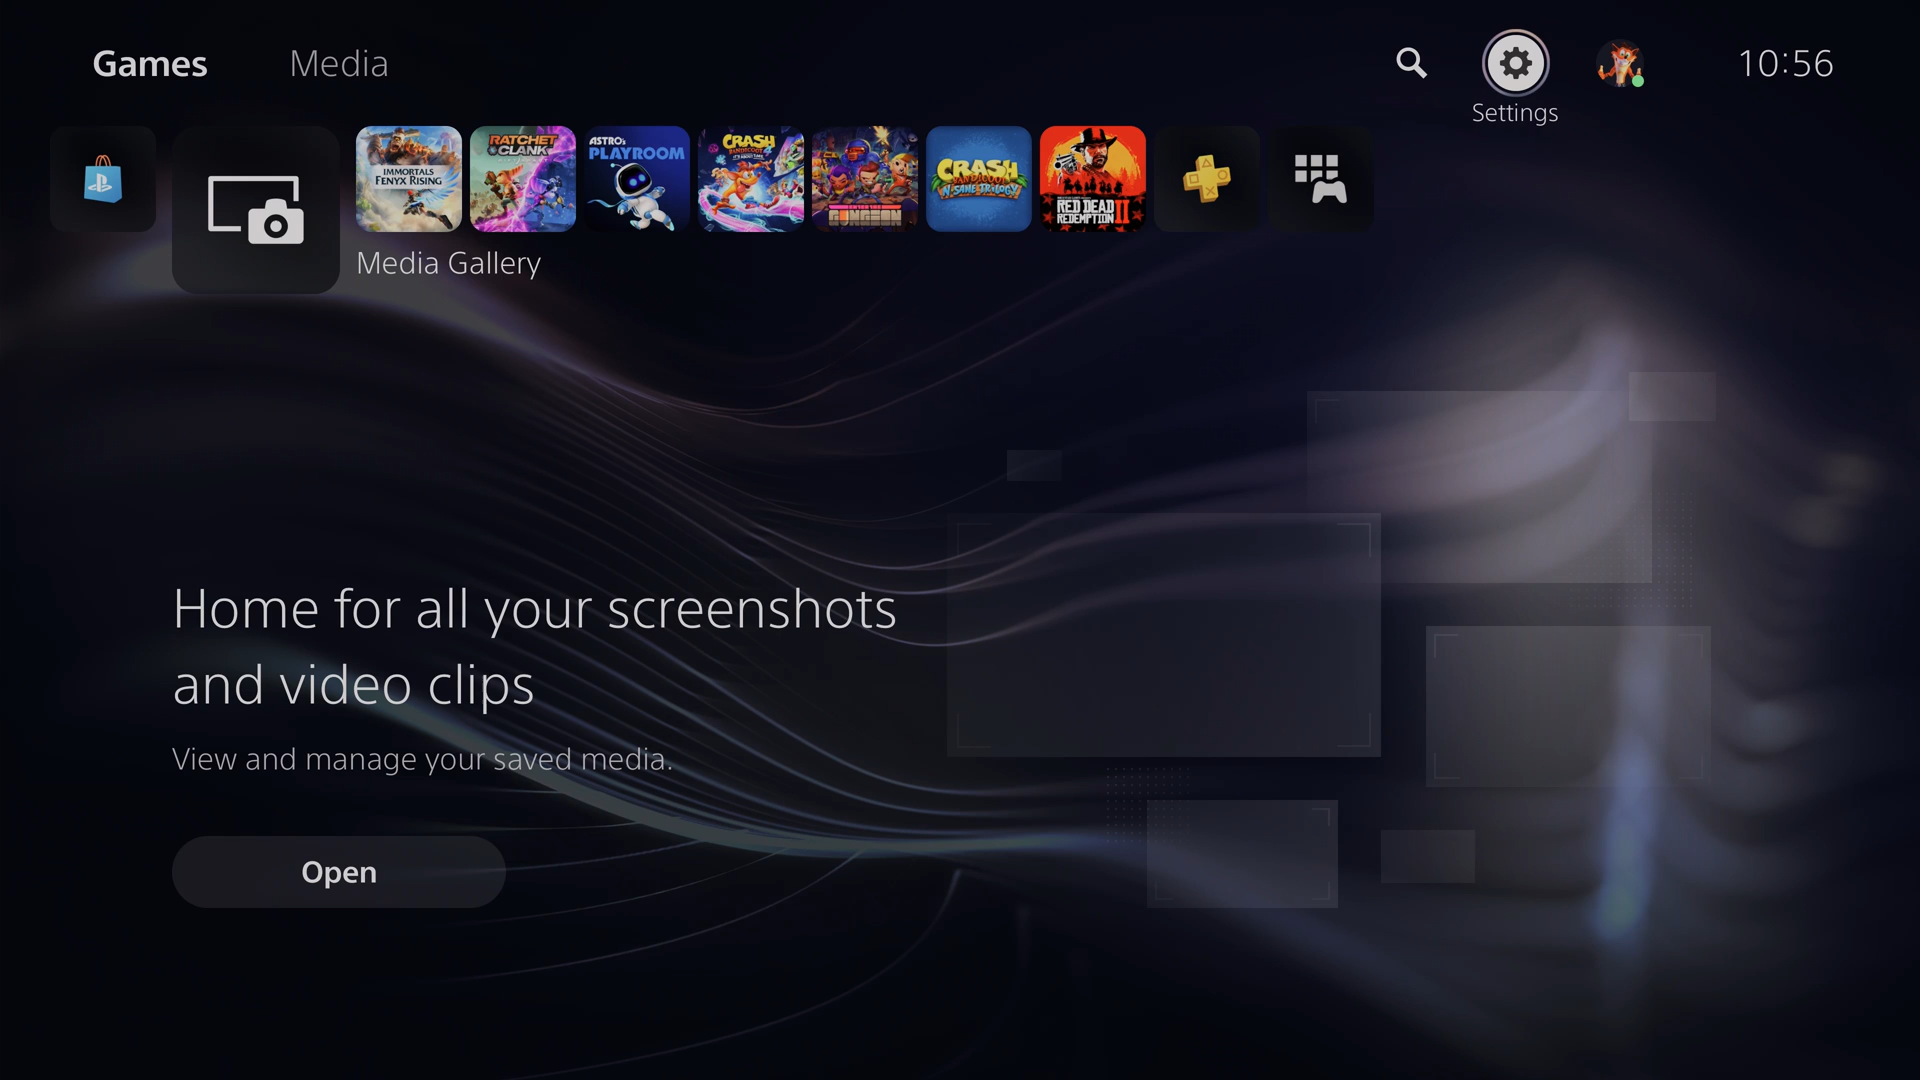 Games
Media
10:56
Settings
IMMORTALS
FENYX RISING
RATCHET
CLANK
ASTRO's
PLAYROOM
CRASH
BANDICOOT
GUNGEON
CRASH
BANDICOOT
N.SANE TRILOGY
RED DEAD
REDEMPTION II
Media Gallery
Home for all your screenshots
and video clips
View and manage your saved media.
Open